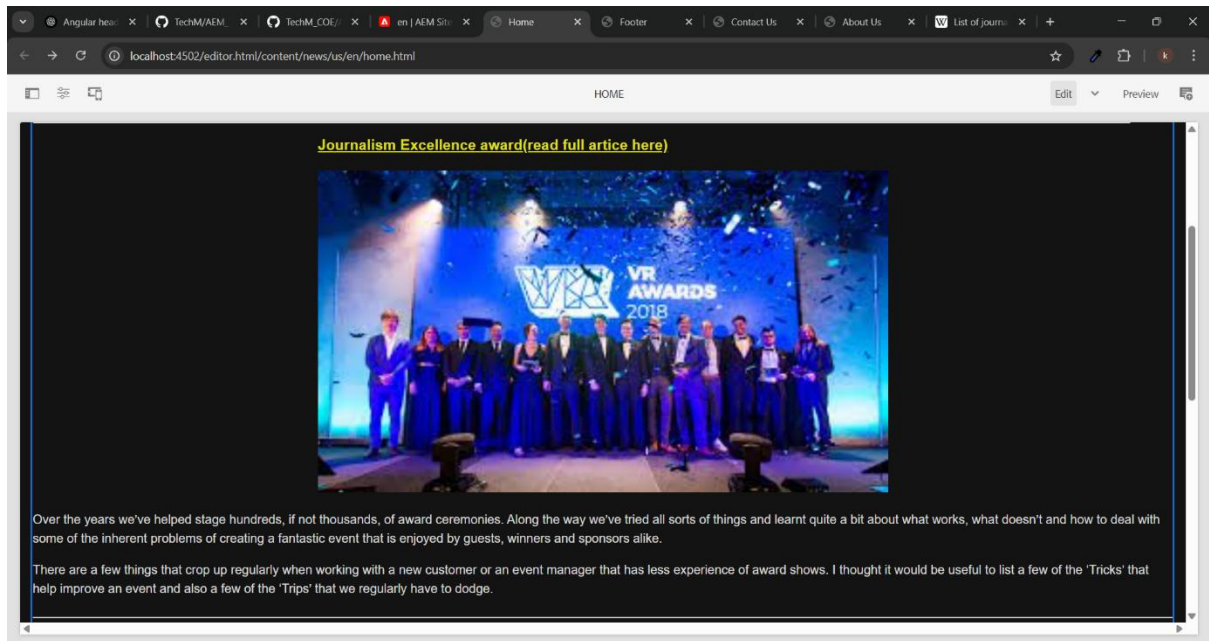 Angular head
TechM/AEM_
TechM_COE/
en | AEM Site
Home
Footer
Contact Us
About Us
W List of journa
localhost:4502/editor.html/content/news/us/en/home.html
k
HOME
Edit
Preview
Journalism Excellence award(read full artice here)
VR
AWARDS
2018
Over the years we've helped stage hundreds, if not thousands, of award ceremonies. Along the way we've tried all sorts of things and learnt quite a bit about what works, what doesn't and how to deal with
some of the inherent problems of creating a fantastic event that is enjoyed by guests, winners and sponsors alike.
There are a few things that crop up regularly when working with a new customer or an event manager that has less experience of award shows. I thought it would be useful to list a few of the 'Tricks' that
help improve an event and also a few of the 'Trips' that we regularly have to dodge.